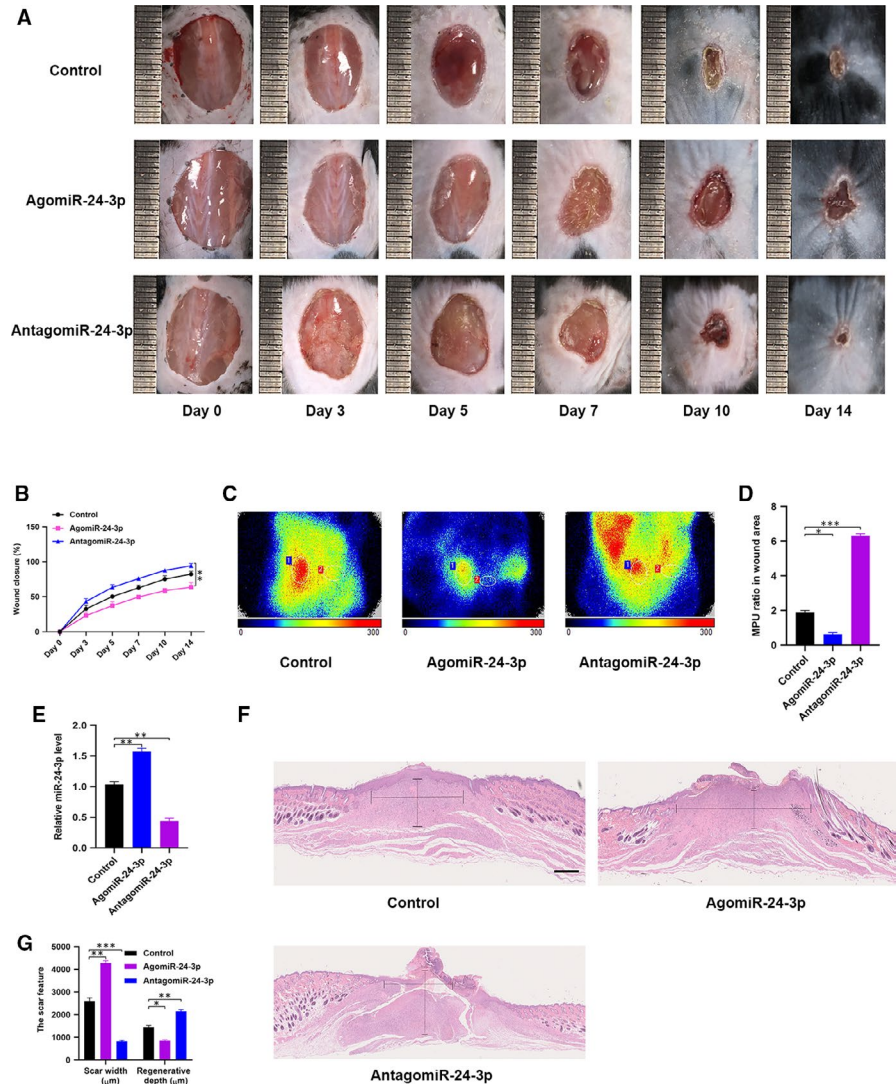 A
Control
AgomiR-24-3p
AntagomiR-24-3p
Day 0 Day 3 Day 5 Day 7 Day 10 Day 14
B
Control
AgomiR-24-3p
AntagomiR-24-3p
Wound closure (%)
150
100
50
0
Day 0 Day 3 Day 5 Day 7 Day 10 Day 14
**
C
1 2
1 2
1 2
0 300
0 300
0 300
Control AgomiR-24-3p AntagomiR-24-3p
D
MPU ratio in wound area
8
6
4
2
0
***
*
Control AgomiR-24-3p AntagomiR-24-3p
E
Relative miR-24-3p level
2.0
1.5
1.0
0.5
0.0
**
**
Control AgomiR-24-3p AntagomiR-24-3p
F
Control
AgomiR-24-3p
AntagomiR-24-3p
G
The scar feature
5000
4000
3000
2000
1000
0
***
**
**
*
Control
AgomiR-24-3p
AntagomiR-24-3p
Scar width (μm)
Regenerative depth (μm)